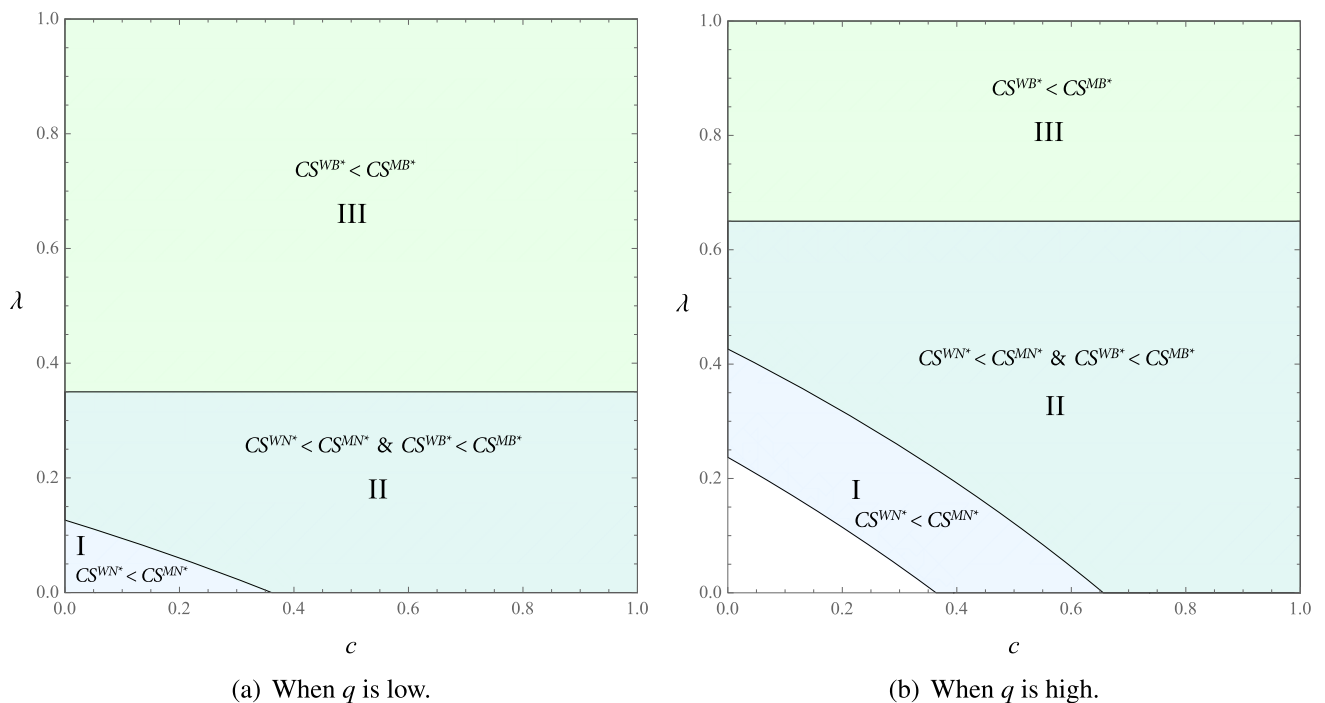 1.0
0.8
0.6
0.4
0.2
0.0
λ
CS^{WB*} < CS^{MB*}
III
CS^{WN*} < CS^{MN*} & CS^{WB*} < CS^{MB*}
II
I
CS^{WN*} < CS^{MN*}
0.0 0.2 0.4 0.6 0.8 1.0
c
(a) When q is low.
1.0
0.8
0.6
0.4
0.2
0.0
λ
CS^{WB*} < CS^{MB*}
III
CS^{WN*} < CS^{MN*} & CS^{WB*} < CS^{MB*}
II
I
CS^{WN*} < CS^{MN*}
0.0 0.2 0.4 0.6 0.8 1.0
c
(b) When q is high.